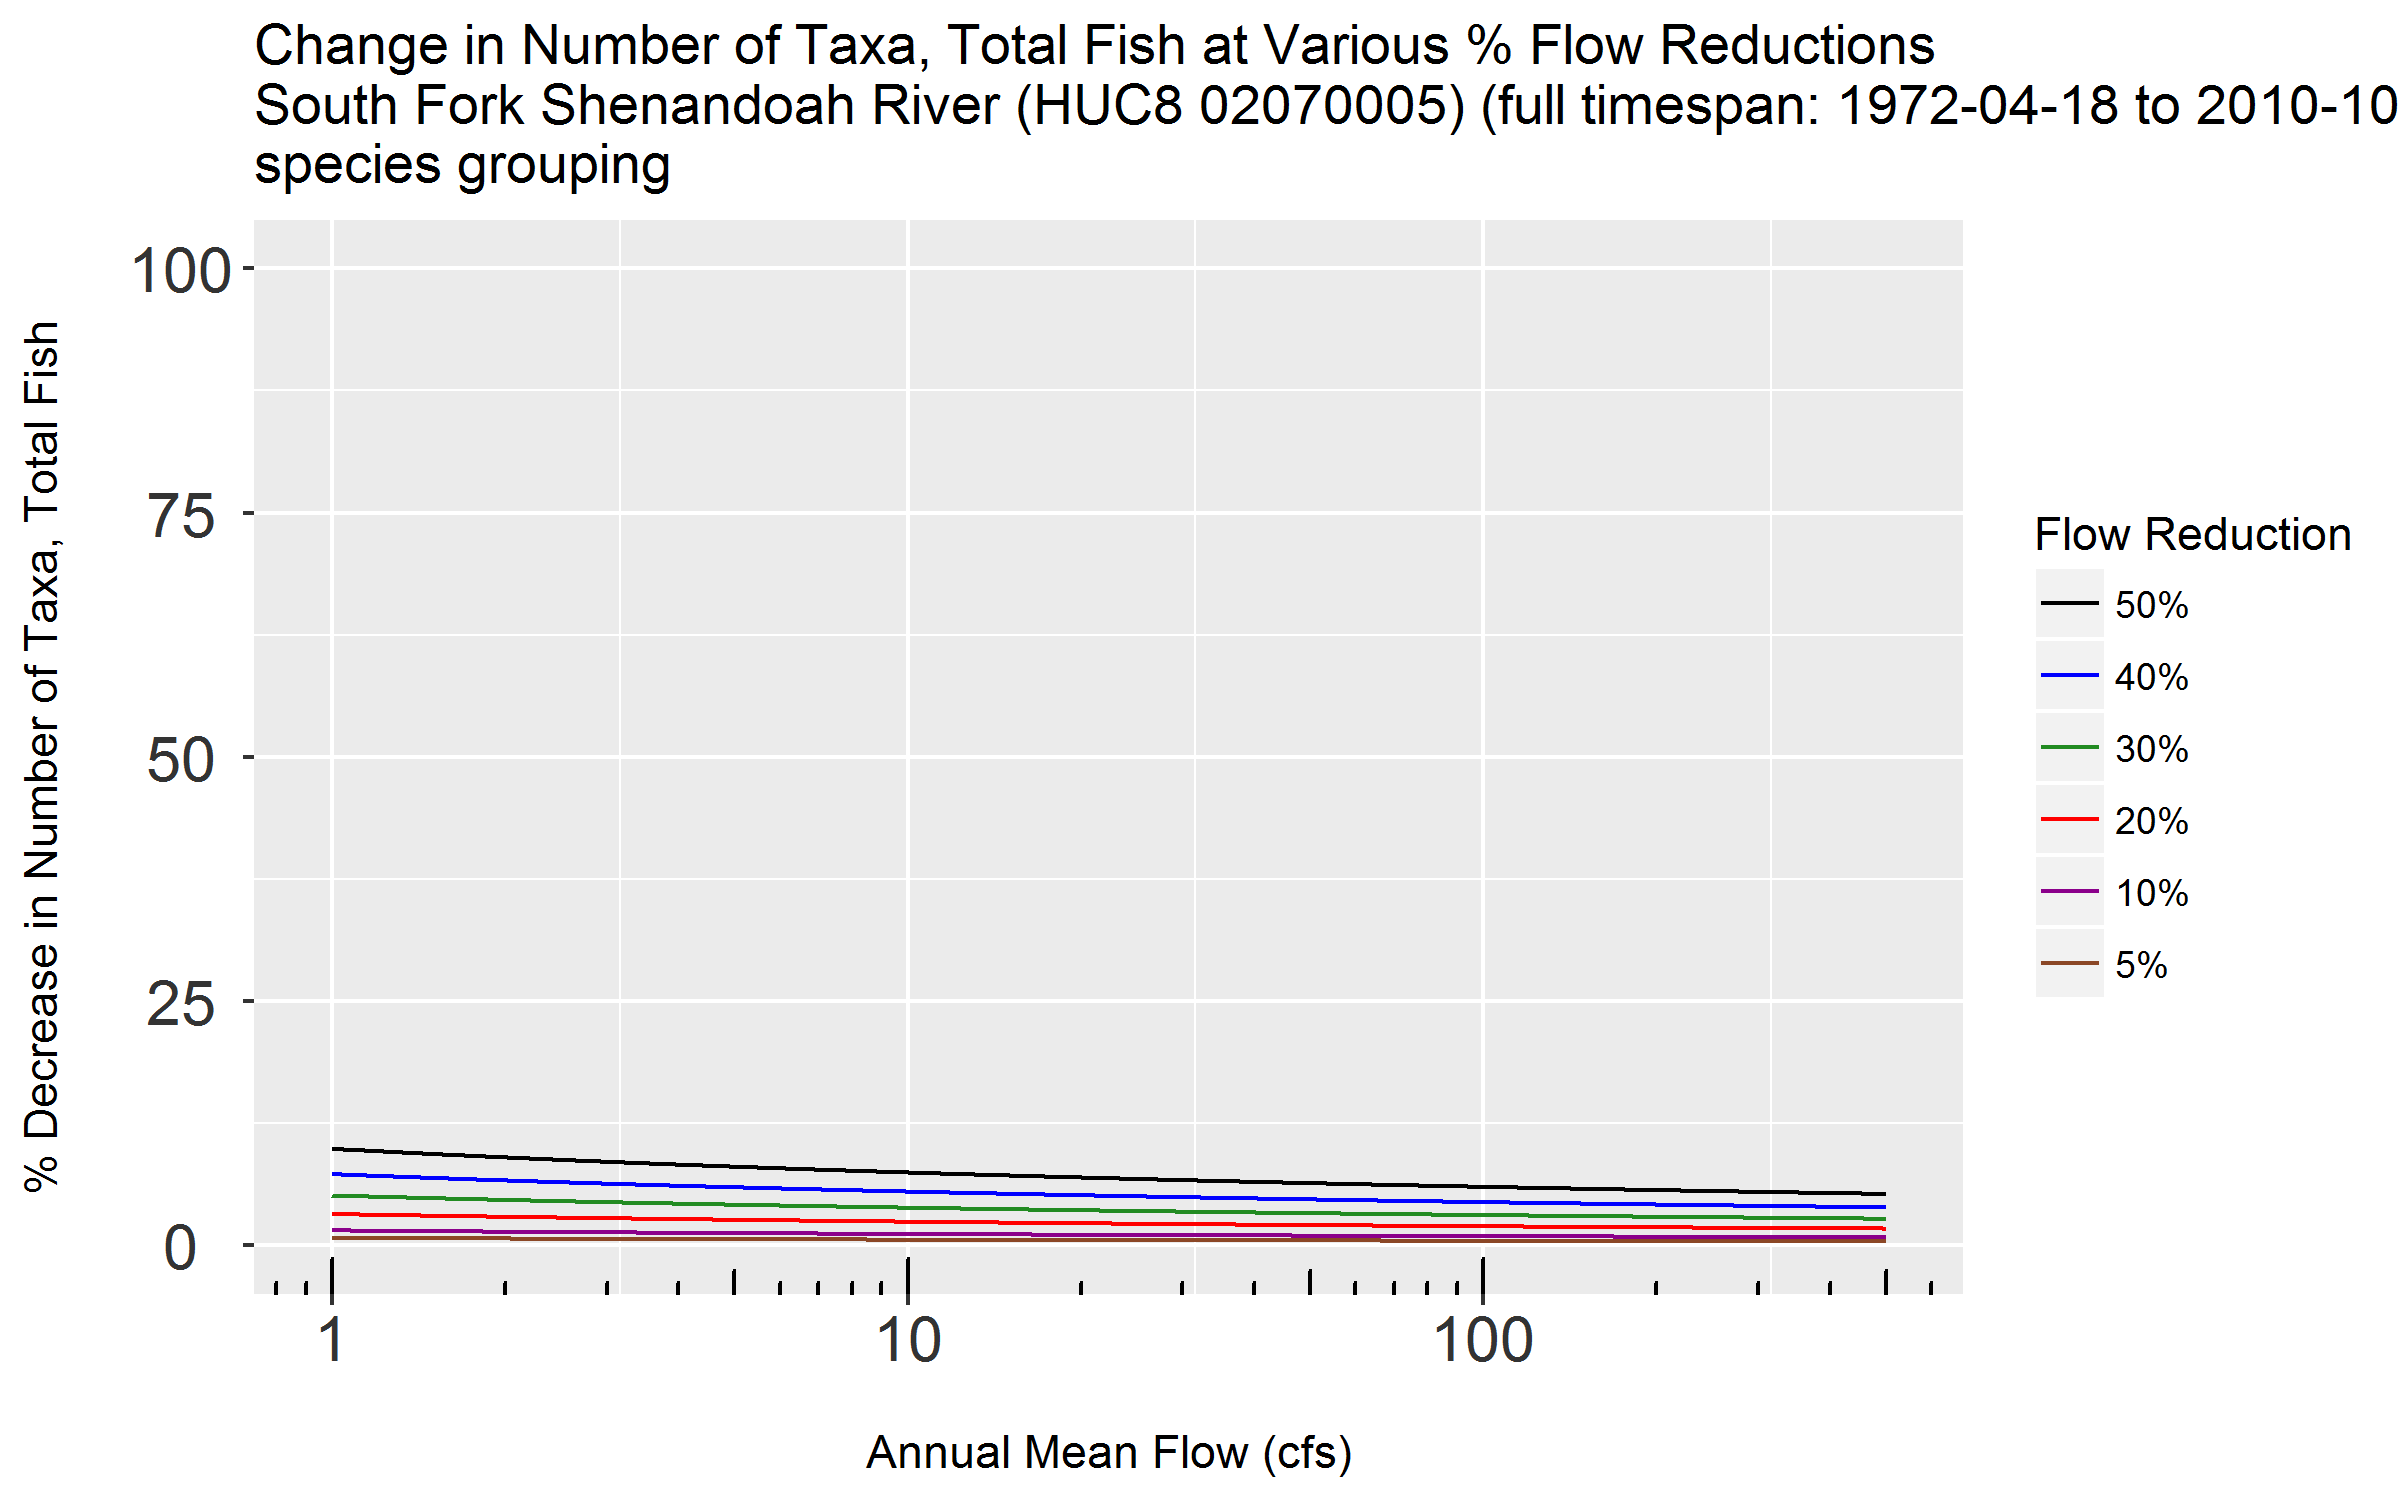 Change in Number of Taxa, Total Fish at Various % Flow Reductions
South Fork Shenandoah River (HUC8 02070005) (full timespan: 1972-04-18 to 2010-10
species grouping
% Decrease in Number of Taxa, Total Fish
100
75
50
25
0
1
10
100
Annual Mean Flow (cfs)
Flow Reduction
50%
40%
30%
20%
10%
5%